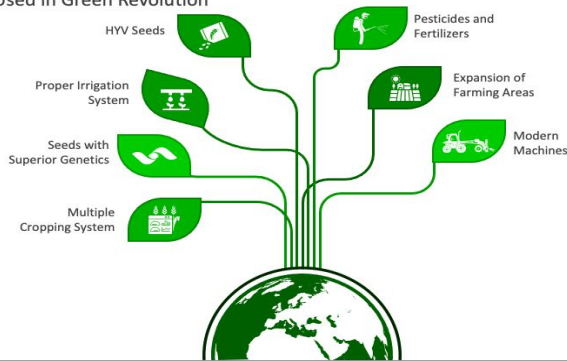 in Green Revolution
HYV Seeds
Proper Irrigation
System
Seeds with
Superior Genetics
Multiple
Cropping System
Pesticides and
Fertilizers
Expansion of
Farming Areas
Modern
Machines